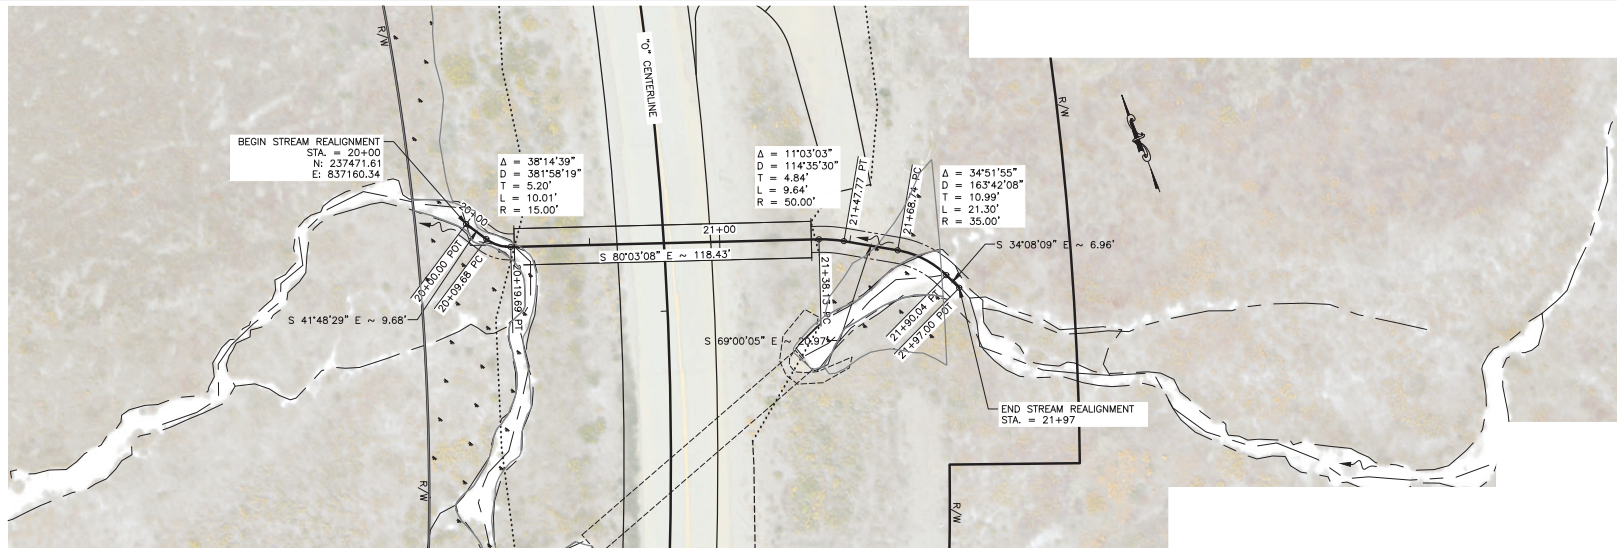 R/W
"O" CENTERLINE
R/W
BEGIN STREAM REALIGNMENT
STA. = 20+00
N: 237471.61
E: 837160.34
Δ = 38°14'39"
D = 381°58'19"
T = 5.20'
L = 10.01'
R = 15.00'
Δ = 11°03'03"
D = 114°35'30"
T = 4.84'
L = 9.64'
R = 50.00'
21+47.77 PT
21+68.74 PC
Δ = 34°51'55"
D = 163°42'08"
T = 10.99'
L = 21.30'
R = 35.00'
20+00
21+00
S 80°03'08" E ~ 118.43'
S 34°08'09" E ~ 6.96'
20+00.00 POT
20+09.68 PC
20+19.69 PT
21+38.13 PC
S 41°48'29" E ~ 9.68'
S 69°00'05" E ~ 20.97'
21+90.04 PT
21+97.00 POT
END STREAM REALIGNMENT
STA. = 21+97
R/W
R/W